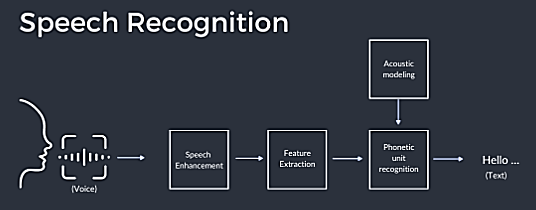 Speech Recognition
Acoustic
modeling
(Voice)
Speech
Enhancement
Feature
Extraction
Phonetic
unit
recognition
Hello ...
(Text)